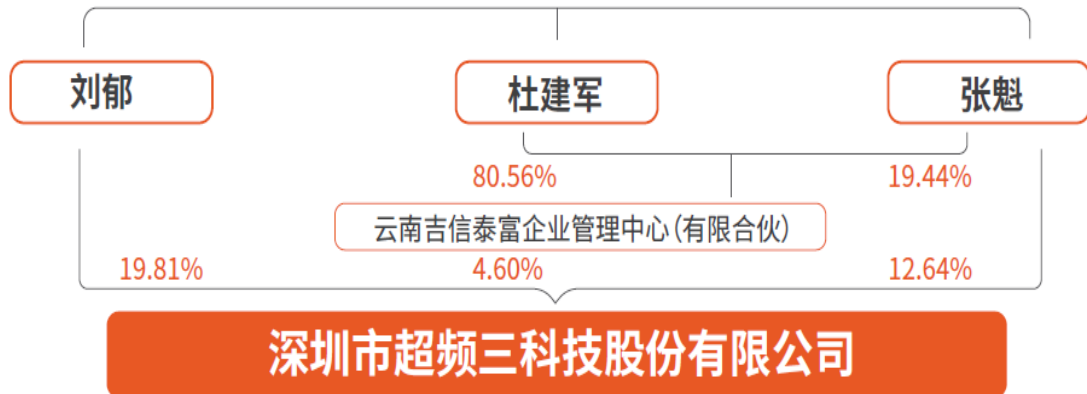 刘郁
杜建军
张魁
80.56%
19.44%
云南吉信泰富企业管理中心(有限合伙)
19.81%
4.60%
12.64%
深圳市超频三科技股份有限公司